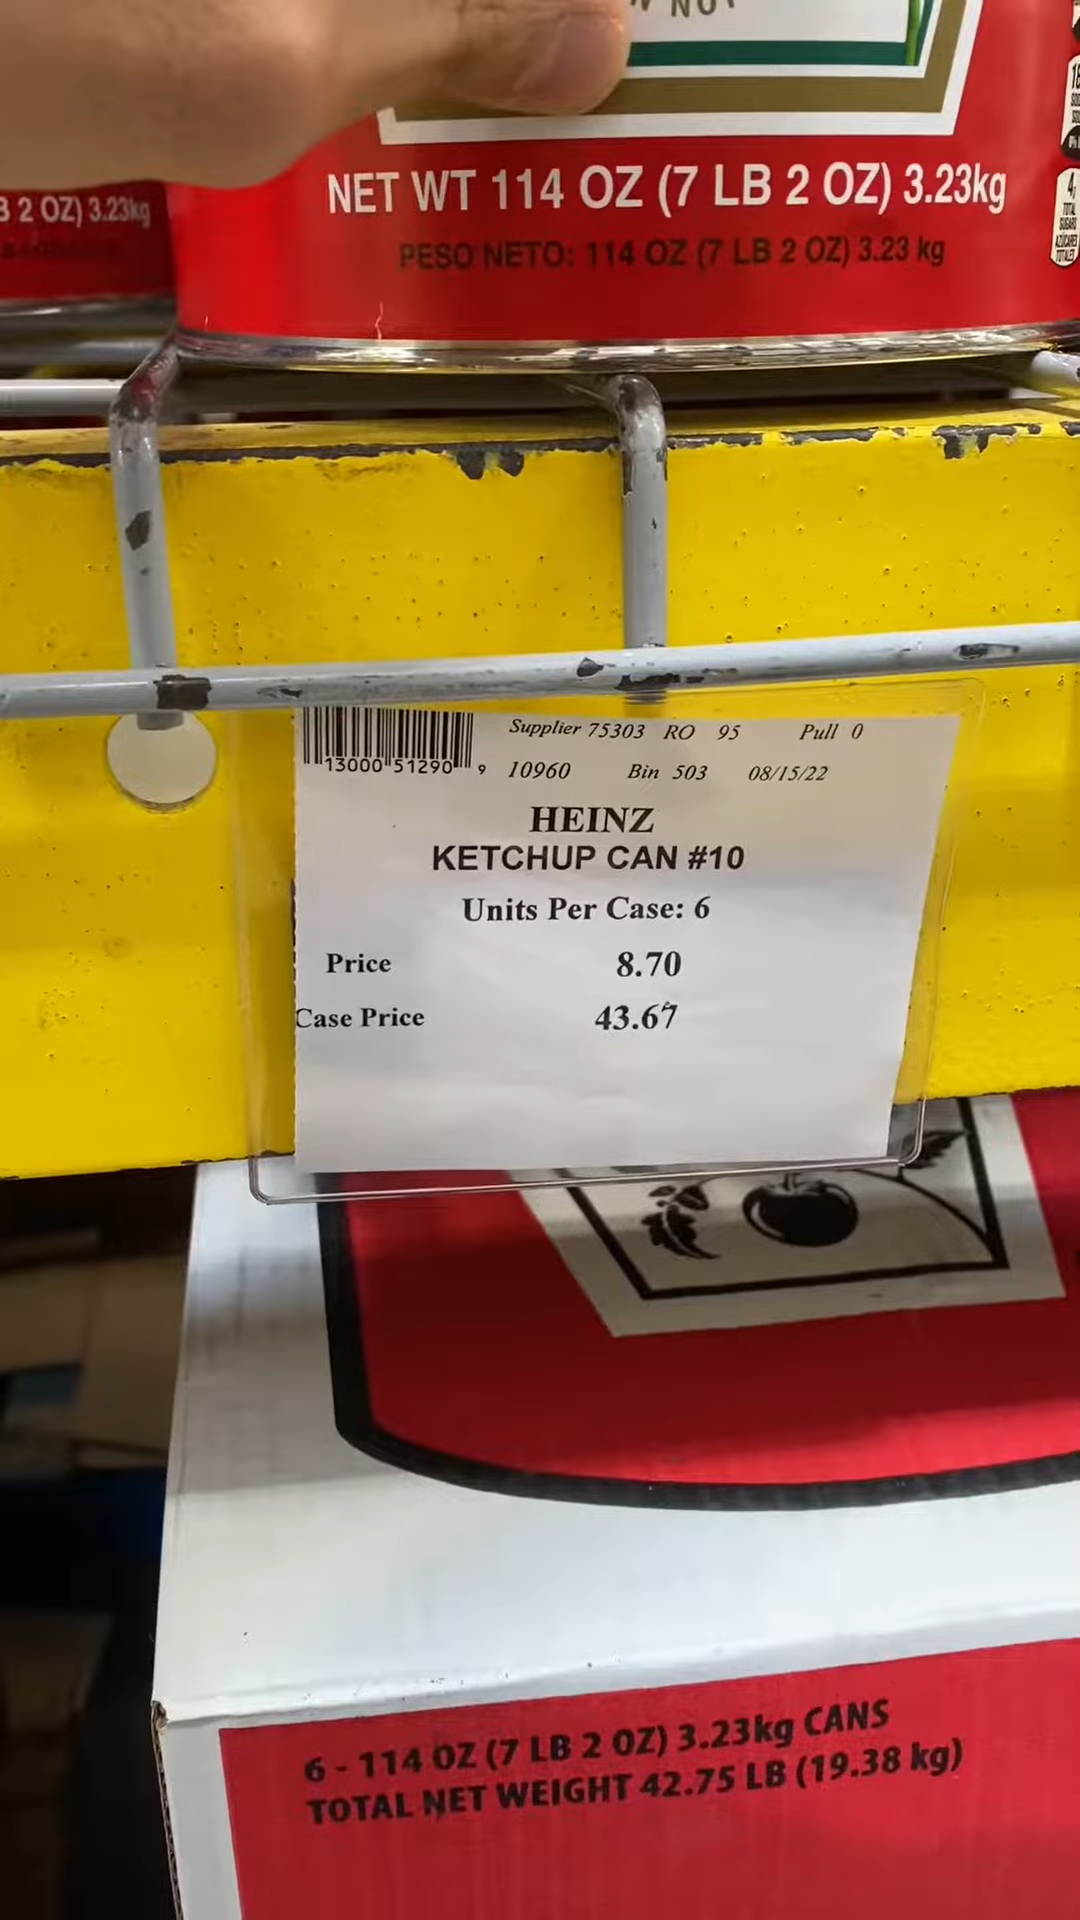 NET WT 114 OZ (7 LB 2 OZ) 3.23kg
PESO NETO: 114 OZ (7 LB 2 OZ) 3.23 kg
2 OZ) 3.23kg
TOTAL
SUGARS
Supplier 75303 RO 95 Pull 0
13000 51290 9 10960 Bin 503 08/15/22
HEINZ
KETCHUP CAN #10
Units Per Case: 6
Price 8.70
Case Price 43.67
6 - 114 OZ (7 LB 2 OZ) 3.23kg CANS
TOTAL NET WEIGHT 42.75 LB (19.38 kg)